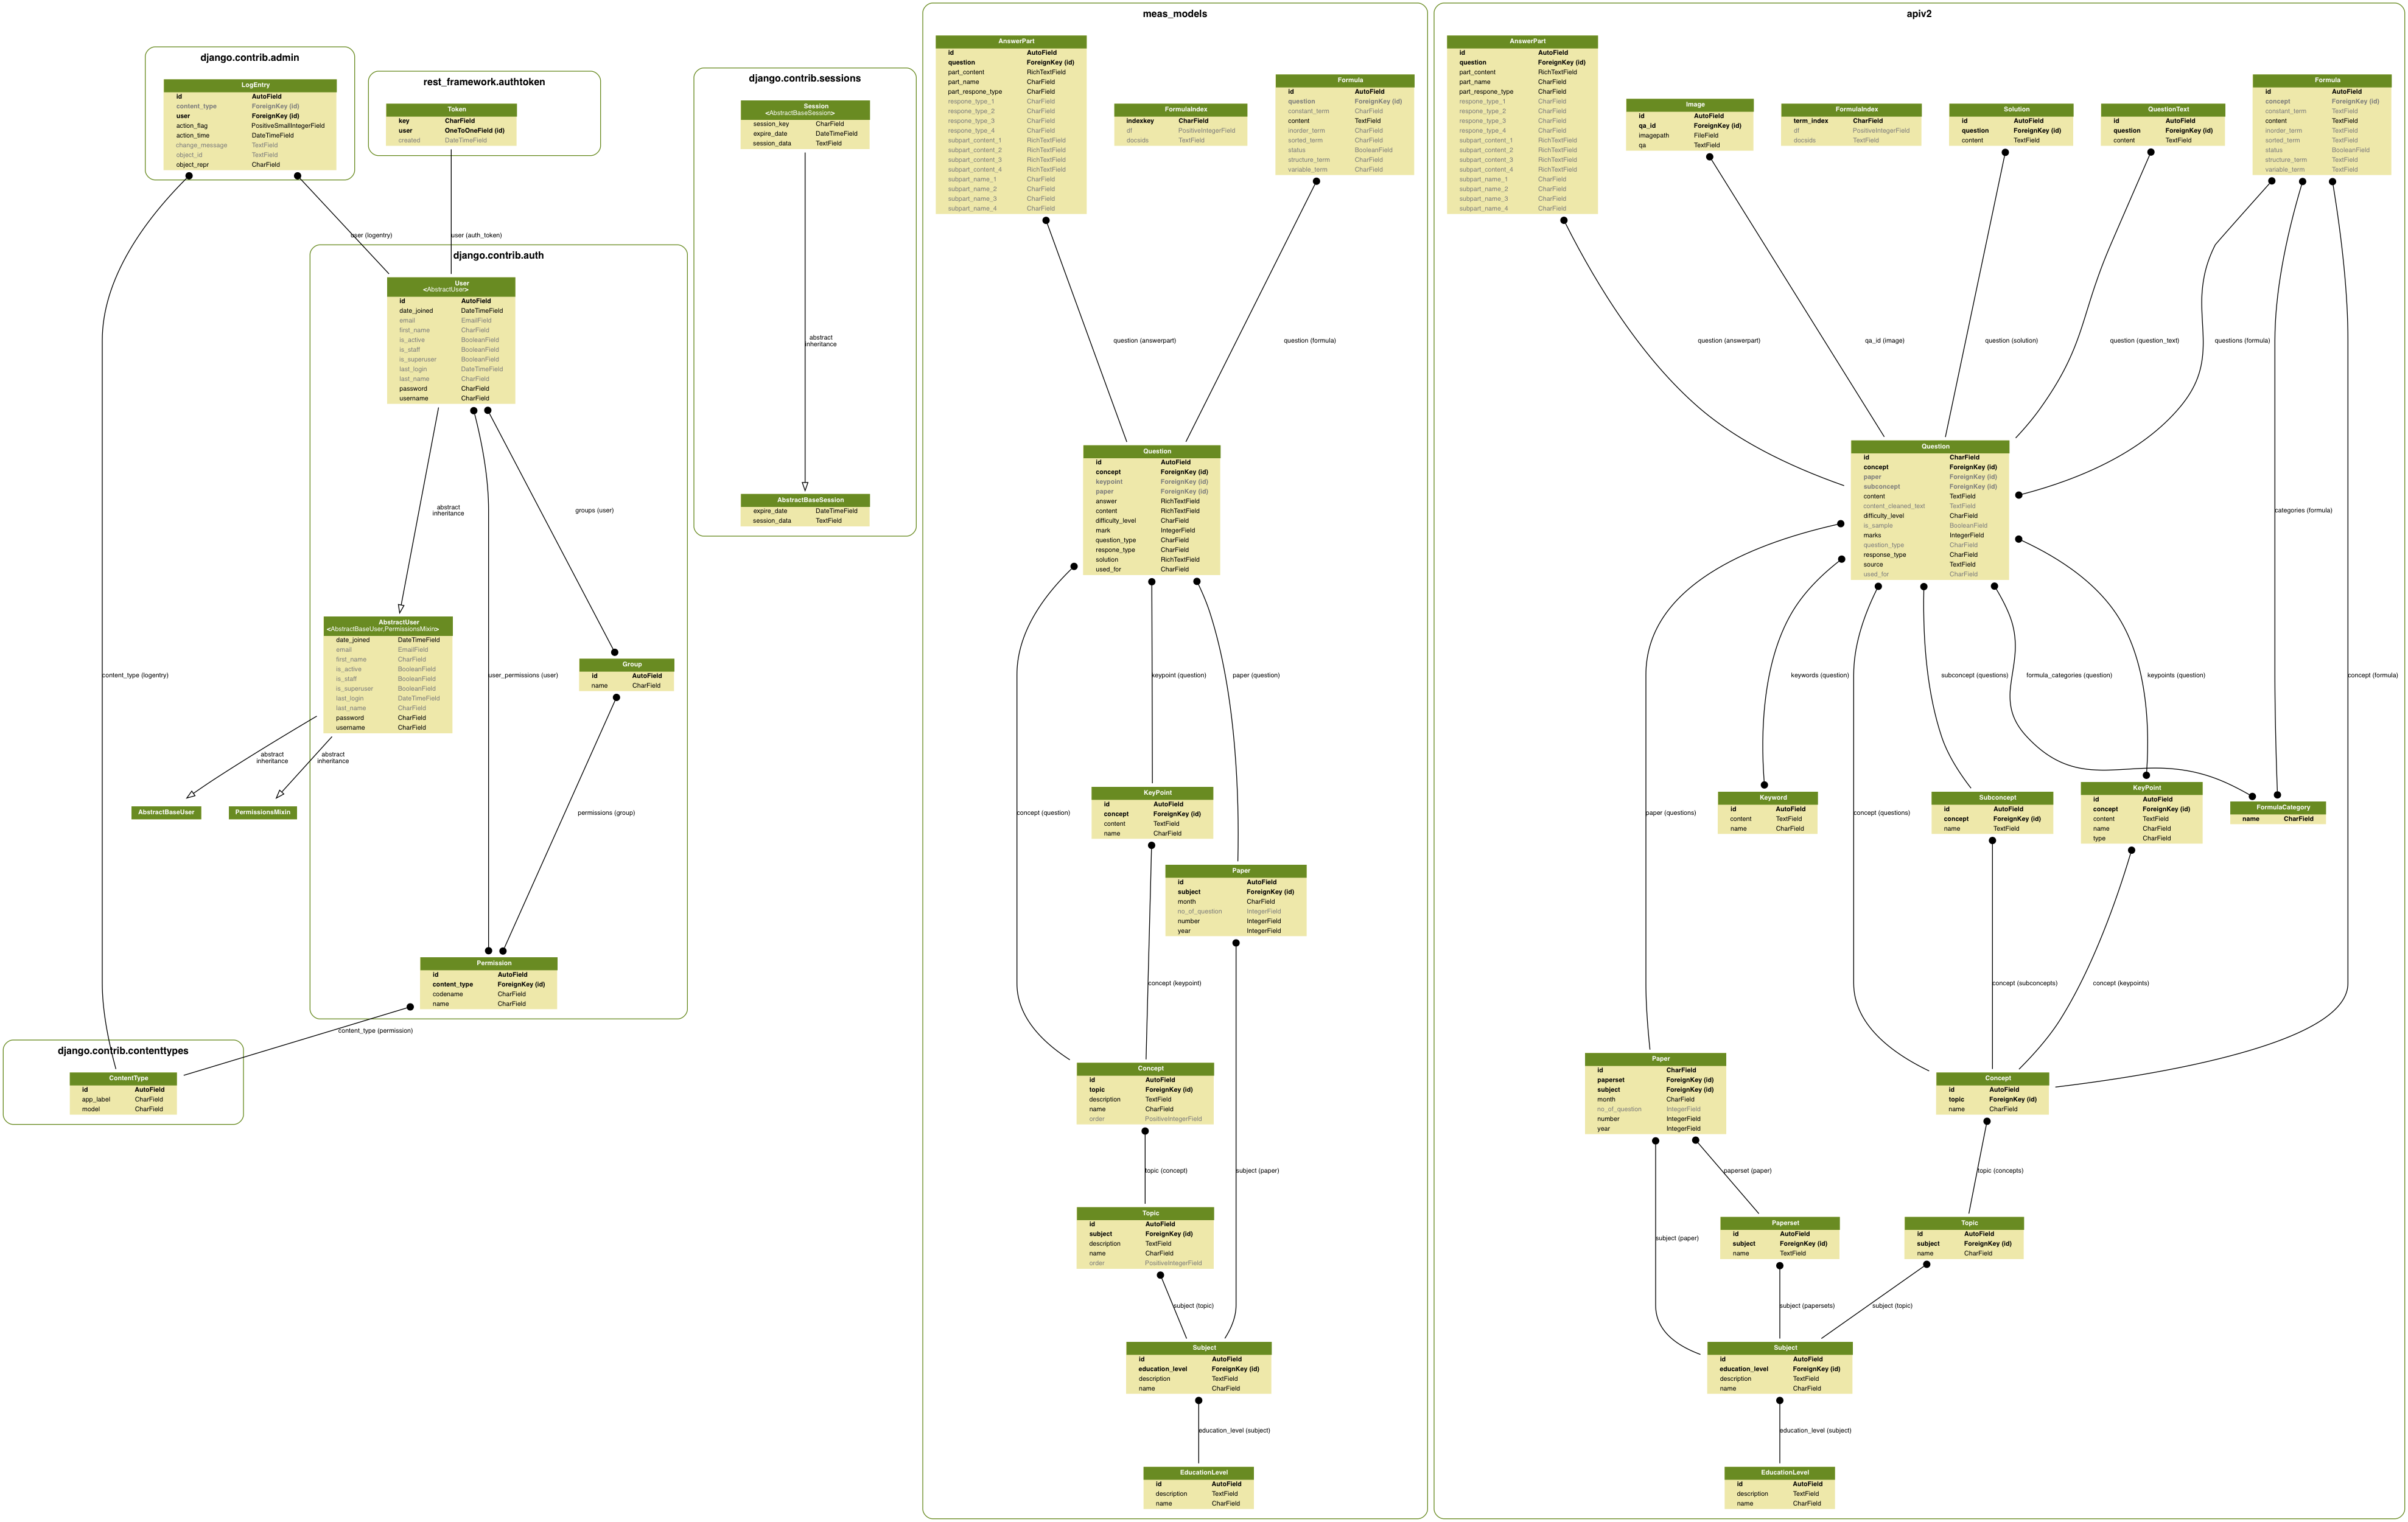 django.contrib.admin
LogEntry
id AutoField
content_type ForeignKey (id)
user ForeignKey (id)
action_flag PositiveSmallIntegerField
action_time DateTimeField
change_message TextField
object_id TextField
object_repr CharField
rest_framework.authtoken
Token
key CharField
user OneToOneField (id)
created DateTimeField
user (logentry)
user (auth_token)
django.contrib.auth
User
<AbstractUser>
id AutoField
date_joined DateTimeField
email EmailField
first_name CharField
is_active BooleanField
is_staff BooleanField
is_superuser BooleanField
last_login DateTimeField
last_name CharField
password CharField
username CharField
abstract
inheritance
groups (user)
AbstractUser
<AbstractBaseUser,PermissionsMixin>
date_joined DateTimeField
email EmailField
first_name CharField
is_active BooleanField
is_staff BooleanField
is_superuser BooleanField
last_login DateTimeField
last_name CharField
password CharField
username CharField
Group
id AutoField
name CharField
content_type (logentry)
user_permissions (user)
abstract
inheritance
abstract
inheritance
AbstractBaseUser
PermissionsMixin
permissions (group)
Permission
id AutoField
content_type ForeignKey (id)
codename CharField
name CharField
content_type (permission)
django.contrib.contenttypes
ContentType
id AutoField
app_label CharField
model CharField
django.contrib.sessions
Session
<AbstractBaseSession>
session_key CharField
expire_date DateTimeField
session_data TextField
abstract
inheritance
AbstractBaseSession
expire_date DateTimeField
session_data TextField
meas_models
AnswerPart
id AutoField
question ForeignKey (id)
part_content RichTextField
part_name CharField
part_respone_type CharField
respone_type_1 CharField
respone_type_2 CharField
respone_type_3 CharField
respone_type_4 CharField
subpart_content_1 RichTextField
subpart_content_2 RichTextField
subpart_content_3 RichTextField
subpart_content_4 RichTextField
subpart_name_1 CharField
subpart_name_2 CharField
subpart_name_3 CharField
subpart_name_4 CharField
FormulaIndex
indexkey CharField
df PositiveIntegerField
docsids TextField
Formula
id AutoField
question ForeignKey (id)
constant_term CharField
content TextField
inorder_term CharField
sorted_term CharField
status BooleanField
structure_term CharField
variable_term CharField
question (answerpart)
question (formula)
Question
id AutoField
concept ForeignKey (id)
keypoint ForeignKey (id)
paper ForeignKey (id)
answer RichTextField
content RichTextField
difficulty_level CharField
mark IntegerField
question_type CharField
respone_type CharField
solution RichTextField
used_for CharField
keypoint (question)
paper (question)
concept (question)
KeyPoint
id AutoField
concept ForeignKey (id)
content TextField
name CharField
Paper
id AutoField
subject ForeignKey (id)
month CharField
no_of_question IntegerField
number IntegerField
year IntegerField
concept (keypoint)
Concept
id AutoField
topic ForeignKey (id)
description TextField
name CharField
order PositiveIntegerField
topic (concept)
subject (paper)
Topic
id AutoField
subject ForeignKey (id)
description TextField
name CharField
order PositiveIntegerField
subject (topic)
Subject
id AutoField
education_level ForeignKey (id)
description TextField
name CharField
education_level (subject)
EducationLevel
id AutoField
description TextField
name CharField
apiv2
AnswerPart
id AutoField
question ForeignKey (id)
part_content RichTextField
part_name CharField
part_respone_type CharField
respone_type_1 CharField
respone_type_2 CharField
respone_type_3 CharField
respone_type_4 CharField
subpart_content_1 RichTextField
subpart_content_2 RichTextField
subpart_content_3 RichTextField
subpart_content_4 RichTextField
subpart_name_1 CharField
subpart_name_2 CharField
subpart_name_3 CharField
subpart_name_4 CharField
Image
id AutoField
qa_id ForeignKey (id)
imagepath FileField
qa TextField
FormulaIndex
term_index CharField
df PositiveIntegerField
docsids TextField
Solution
id AutoField
question ForeignKey (id)
content TextField
QuestionText
id AutoField
question ForeignKey (id)
content TextField
Formula
id AutoField
concept ForeignKey (id)
constant_term TextField
content TextField
inorder_term TextField
sorted_term TextField
status BooleanField
structure_term TextField
variable_term TextField
question (answerpart)
qa_id (image)
question (solution)
question (question_text)
questions (formula)
Question
id CharField
concept ForeignKey (id)
paper ForeignKey (id)
subconcept ForeignKey (id)
content TextField
content_cleaned_text TextField
difficulty_level CharField
is_sample BooleanField
marks IntegerField
question_type CharField
response_type CharField
source TextField
used_for CharField
categories (formula)
keywords (question)
subconcept (questions)
formula_categories (question)
keypoints (question)
concept (formula)
paper (questions)
concept (questions)
Keyword
id AutoField
content TextField
name CharField
Subconcept
id AutoField
concept ForeignKey (id)
name TextField
KeyPoint
id AutoField
concept ForeignKey (id)
content TextField
name CharField
type CharField
FormulaCategory
name CharField
concept (subconcepts)
concept (keypoints)
Paper
id CharField
paperset ForeignKey (id)
subject ForeignKey (id)
month CharField
no_of_question IntegerField
number IntegerField
year IntegerField
Concept
id AutoField
topic ForeignKey (id)
name CharField
paperset (paper)
topic (concepts)
subject (paper)
Paperset
id AutoField
subject ForeignKey (id)
name TextField
Topic
id AutoField
subject ForeignKey (id)
name CharField
subject (papersets)
subject (topic)
Subject
id AutoField
education_level ForeignKey (id)
description TextField
name CharField
education_level (subject)
EducationLevel
id AutoField
description TextField
name CharField